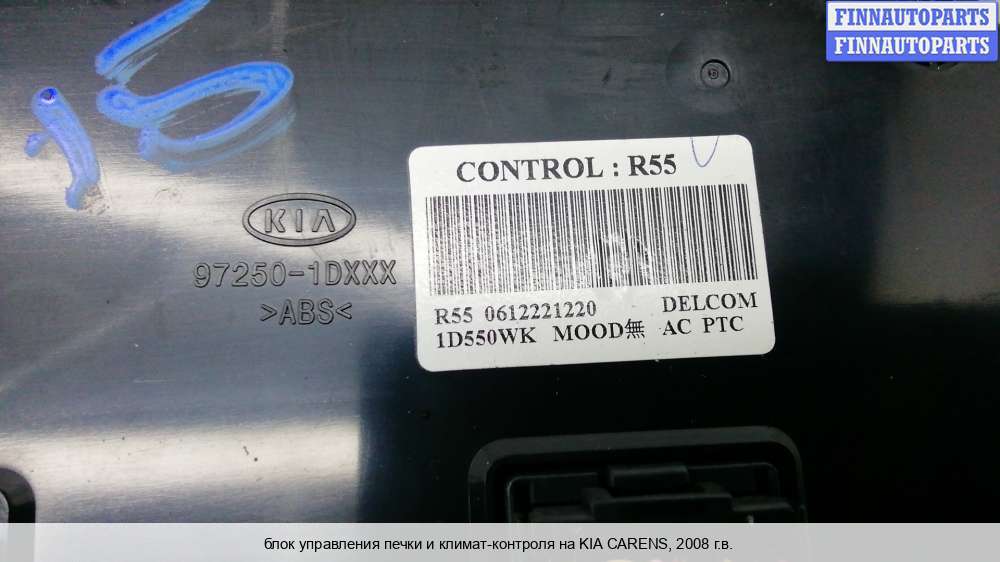 FINNAUTOPARTS
FINNAUTOPARTS
15
CONTROL : R55
KIA
97250-1DXXX
>ABS<
R55 0612221220 DELCOM
1D550WK MOOD無 AC PTC
блок управления печки и климат-контроля на KIA CARENS, 2008 г.в.